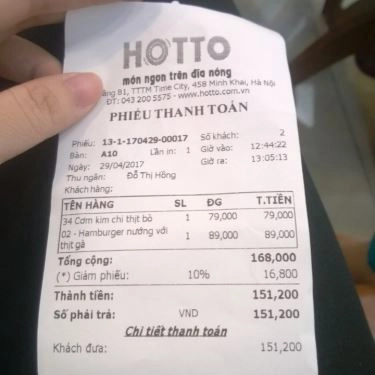 HOTTO
món ngon trên đĩa nóng
ầng B1, TTTM Time City, 458 Minh Khai, Hà Nội
ĐT: 043 200 5575 - www.hotto.com.vn
PHIẾU THANH TOÁN
Phiếu: 13-1-170429-00017 Số khách: 2
Bàn: A10 Lần in: 1 Giờ vào: 12:44:22
Ngày: 29/04/2017 Giờ ra: 13:05:13
Thu ngân: Đỗ Thị Hồng
Khách hàng:
TÊN HÀNG SL ĐG T.TIỀN
34 Cơm kim chi thịt bò 1 79,000 79,000
02 - Hamburger nướng với thịt gà 1 89,000 89,000
Tổng cộng: 168,000
(*) Giảm phiếu: 10% 16,800
Thành tiền: 151,200
Số phải trả: VND 151,200
Chi tiết thanh toán
Khách đưa: 151,200